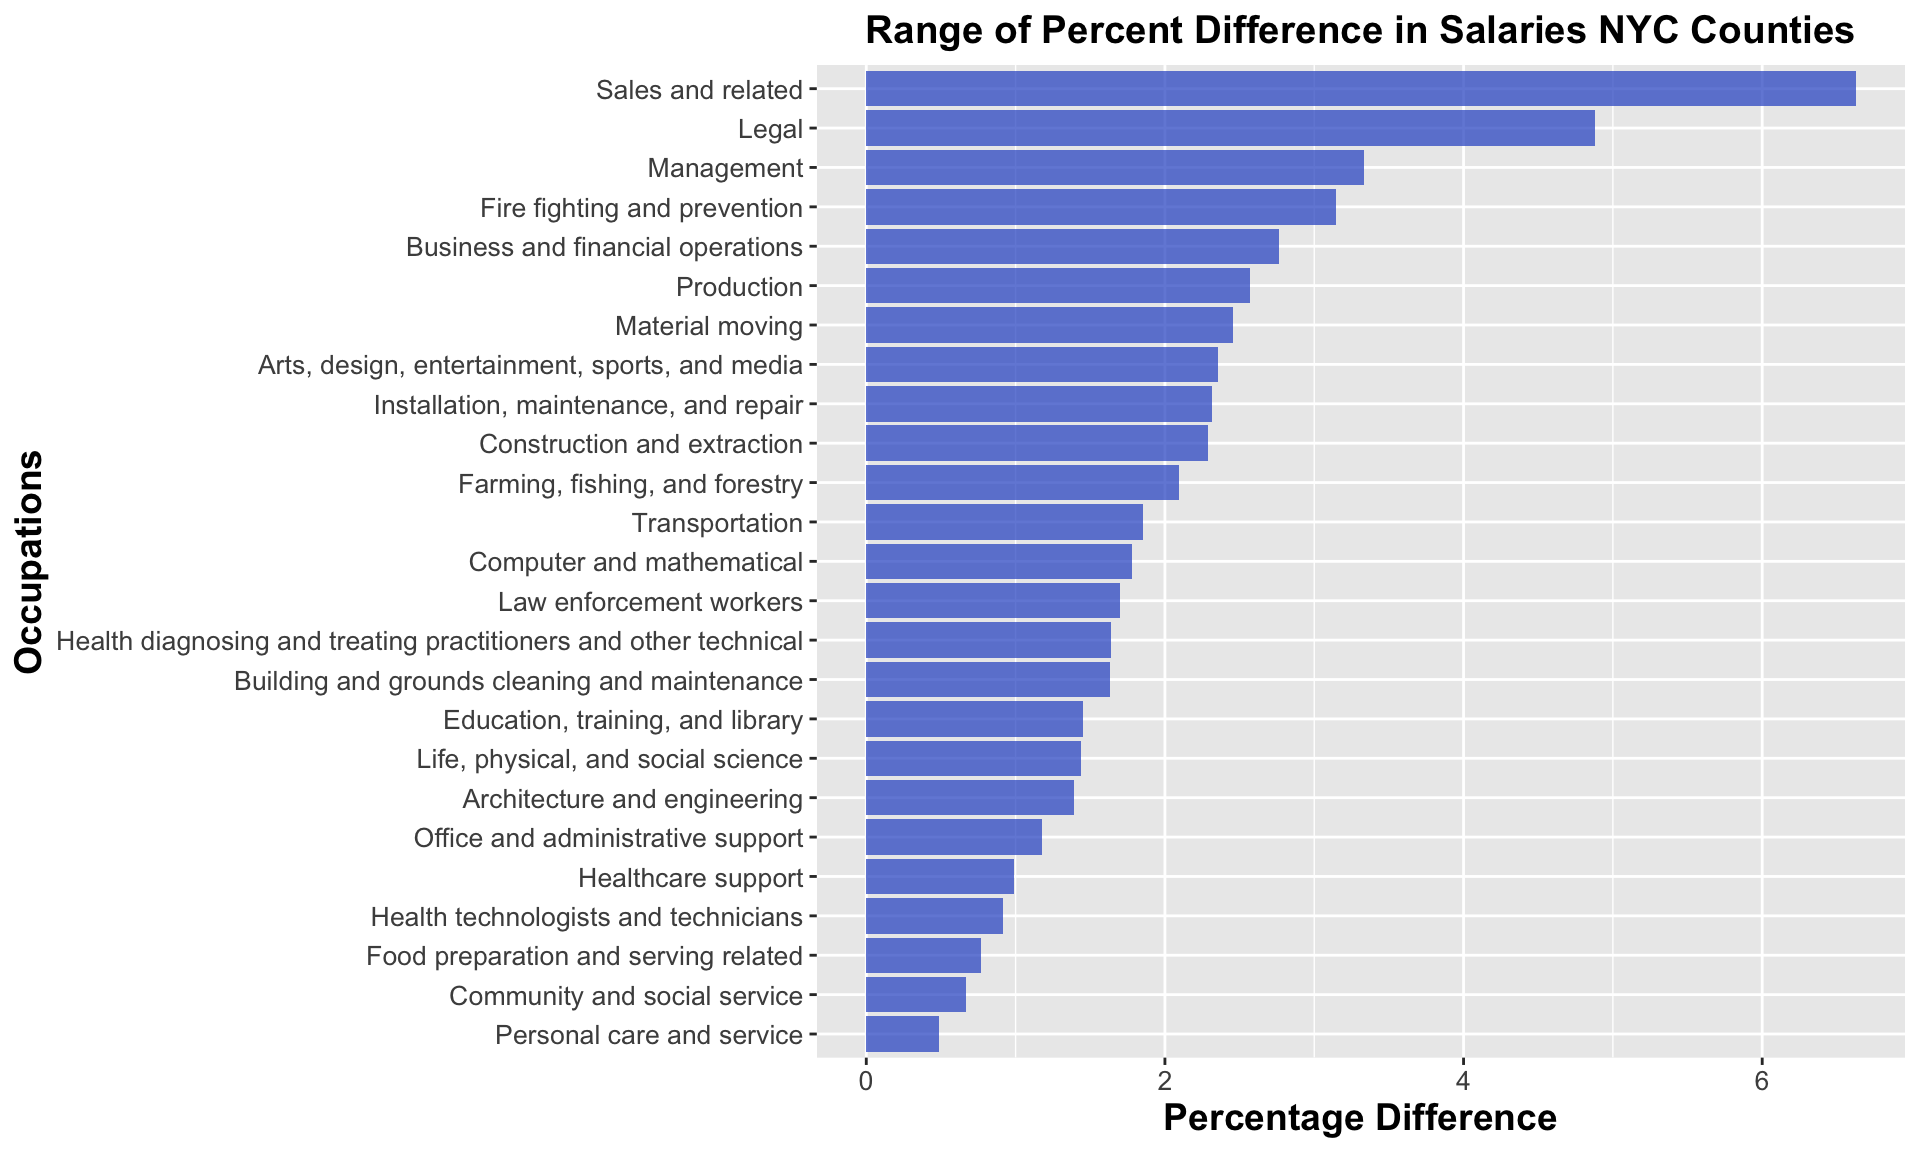 Range of Percent Difference in Salaries NYC Counties
Occupations
Sales and related
Legal
Management
Fire fighting and prevention
Business and financial operations
Production
Material moving
Arts, design, entertainment, sports, and media
Installation, maintenance, and repair
Construction and extraction
Farming, fishing, and forestry
Transportation
Computer and mathematical
Law enforcement workers
Health diagnosing and treating practitioners and other technical
Building and grounds cleaning and maintenance
Education, training, and library
Life, physical, and social science
Architecture and engineering
Office and administrative support
Healthcare support
Health technologists and technicians
Food preparation and serving related
Community and social service
Personal care and service
0 2 4 6
Percentage Difference